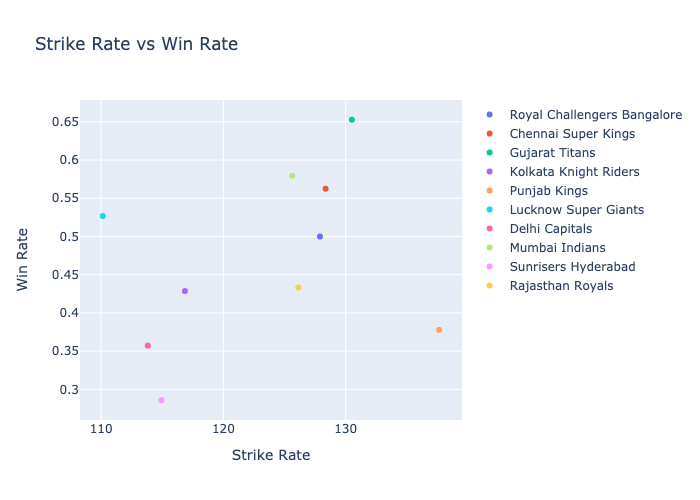 Strike Rate vs Win Rate
0.65
0.6
0.55
0.5
0.45
0.4
0.35
0.3
Win Rate
110
120
130
Strike Rate
Royal Challengers Bangalore
Chennai Super Kings
Gujarat Titans
Kolkata Knight Riders
Punjab Kings
Lucknow Super Giants
Delhi Capitals
Mumbai Indians
Sunrisers Hyderabad
Rajasthan Royals